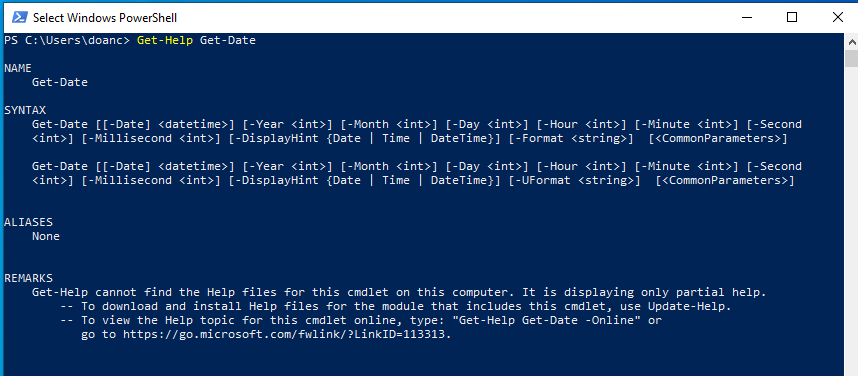 Select Windows PowerShell
PS C:\Users\doanc> Get-Help Get-Date
NAME
Get-Date
SYNTAX
Get-Date [[-Date] <datetime>] [-Year <int>] [-Month <int>] [-Day <int>] [-Hour <int>] [-Minute <int>] [-Second
<int>] [-Millisecond <int>] [-DisplayHint {Date | Time | DateTime}] [-Format <string>]  [<CommonParameters>]
Get-Date [[-Date] <datetime>] [-Year <int>] [-Month <int>] [-Day <int>] [-Hour <int>] [-Minute <int>] [-Second
<int>] [-Millisecond <int>] [-DisplayHint {Date | Time | DateTime}] [-UFormat <string>]  [<CommonParameters>]
ALIASES
None
REMARKS
Get-Help cannot find the Help files for this cmdlet on this computer. It is displaying only partial help.
-- To download and install Help files for the module that includes this cmdlet, use Update-Help.
-- To view the Help topic for this cmdlet online, type: "Get-Help Get-Date -Online" or
go to https://go.microsoft.com/fwlink/?LinkID=113313.